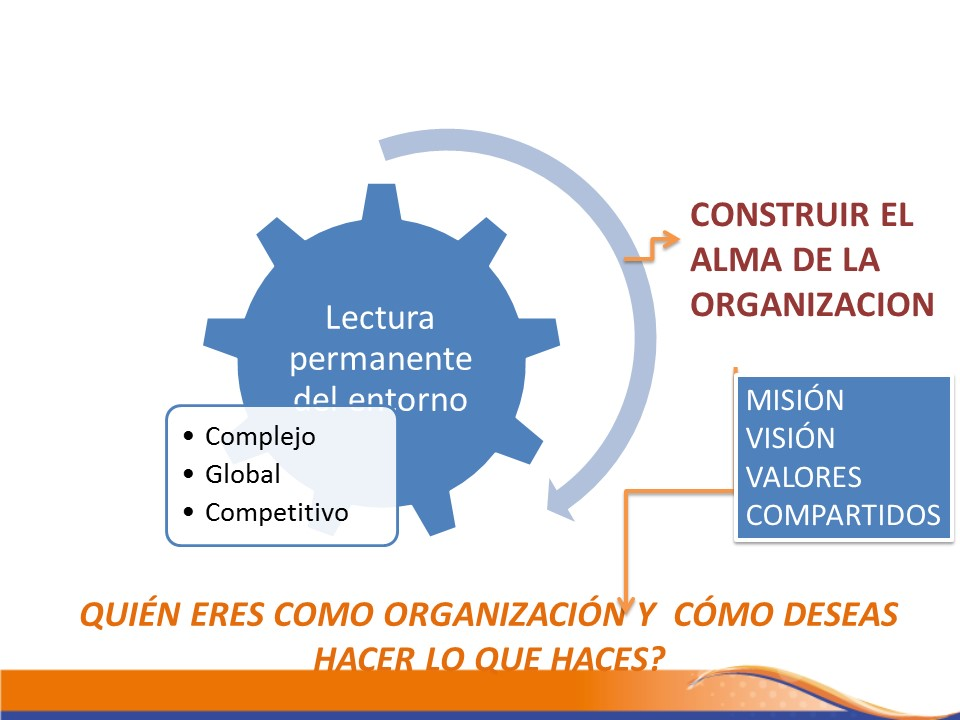 CONSTRUIR EL
ALMA DE LA
ORGANIZACION
Lectura
permanente
del entorno
• Complejo
• Global
• Competitivo
MISIÓN
VISIÓN
VALORES
COMPARTIDOS
QUIÉN ERES COMO ORGANIZACIÓN Y  CÓMO DESEAS
HACER LO QUE HACES?